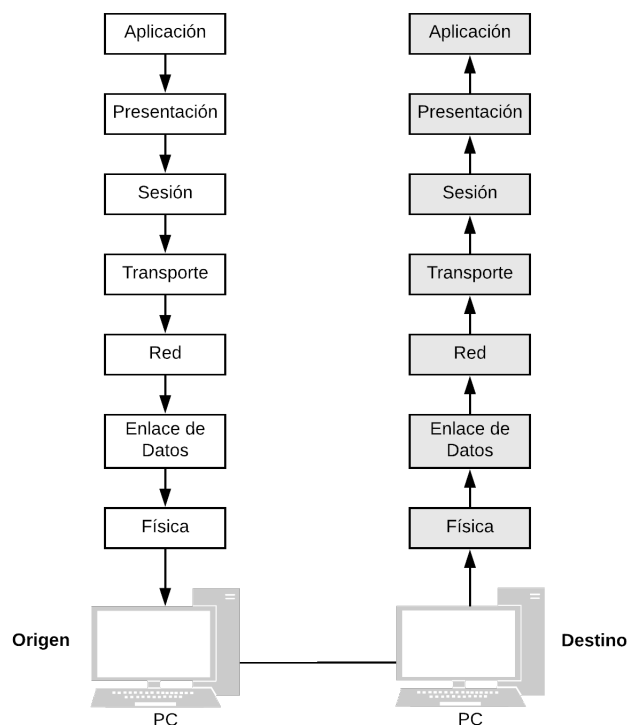 Aplicación
Presentación
Sesión
Transporte
Red
Enlace de
Datos
Física
Origen
PC
Aplicación
Presentación
Sesión
Transporte
Red
Enlace de
Datos
Física
Destino
PC